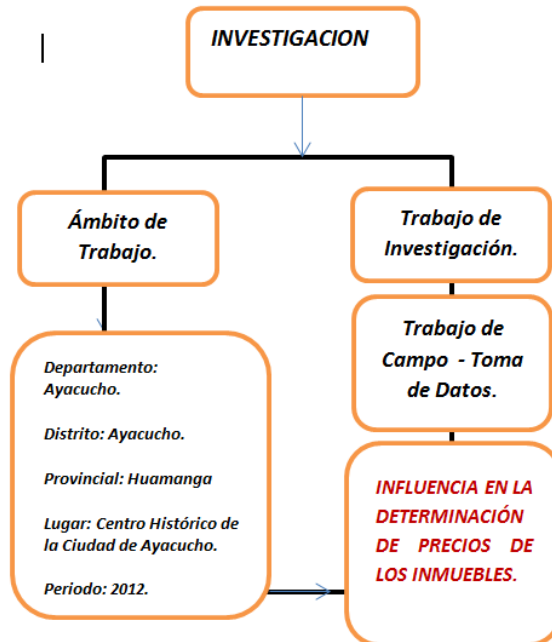 INVESTIGACION
Ámbito de
Trabajo.
Trabajo de
Investigación.
Departamento:
Ayacucho.
Distrito: Ayacucho.
Provincial: Huamanga
Lugar: Centro Histórico de
la Ciudad de Ayacucho.
Periodo: 2012.
Trabajo de
Campo - Toma
de Datos.
INFLUENCIA EN LA
DETERMINACIÓN
DE PRECIOS DE
LOS INMUEBLES.